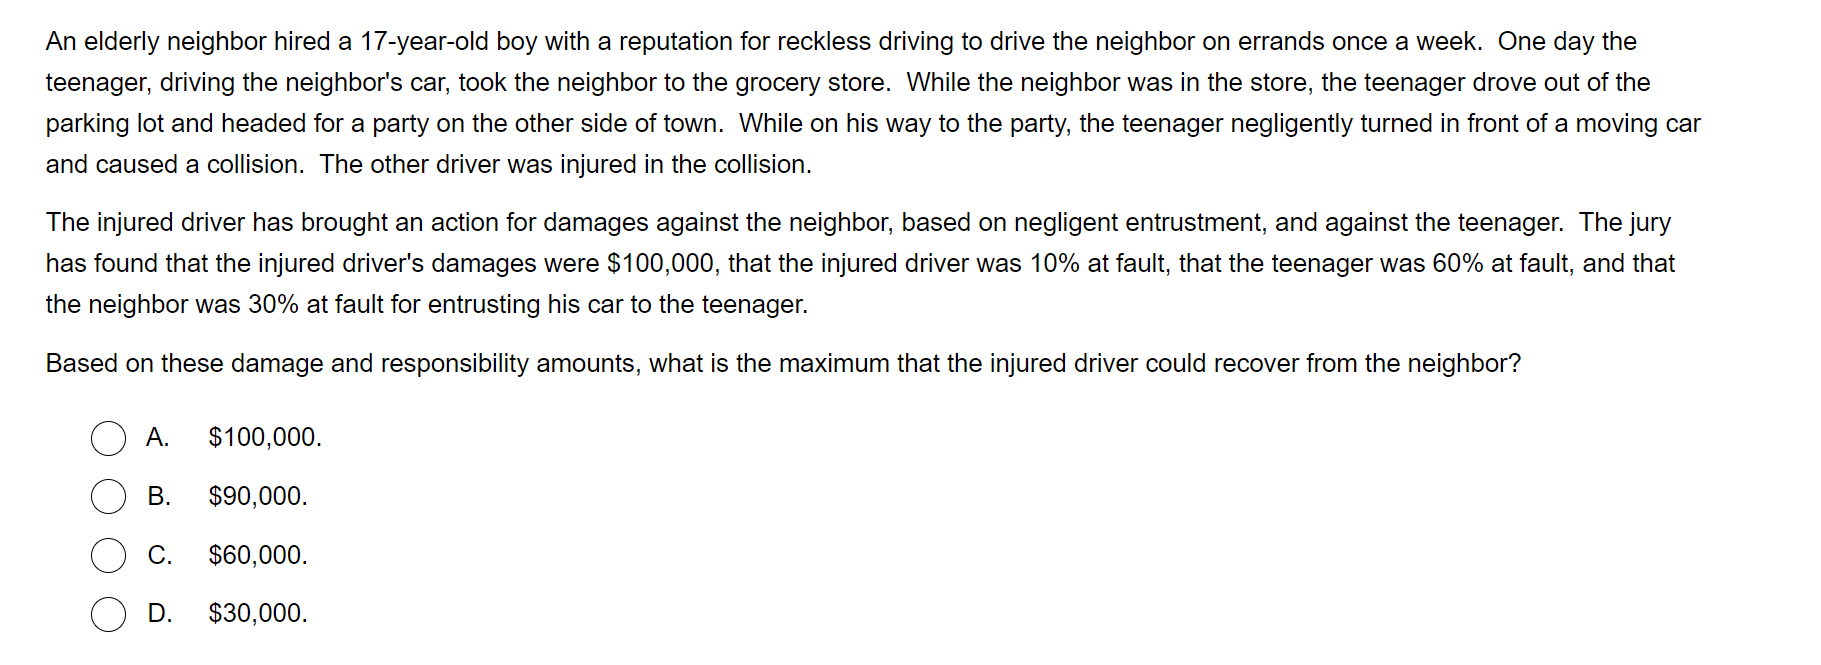 An elderly neighbor hired a 17-year-old boy with a reputation for reckless driving to drive the neighbor on errands once a week.  One day the
teenager, driving the neighbor's car, took the neighbor to the grocery store.  While the neighbor was in the store, the teenager drove out of the
parking lot and headed for a party on the other side of town.  While on his way to the party, the teenager negligently turned in front of a moving car
and caused a collision.  The other driver was injured in the collision.
The injured driver has brought an action for damages against the neighbor, based on negligent entrustment, and against the teenager.  The jury
has found that the injured driver's damages were $100,000, that the injured driver was 10% at fault, that the teenager was 60% at fault, and that
the neighbor was 30% at fault for entrusting his car to the teenager.
Based on these damage and responsibility amounts, what is the maximum that the injured driver could recover from the neighbor?
A. $100,000.
B. $90,000.
C. $60,000.
D. $30,000.